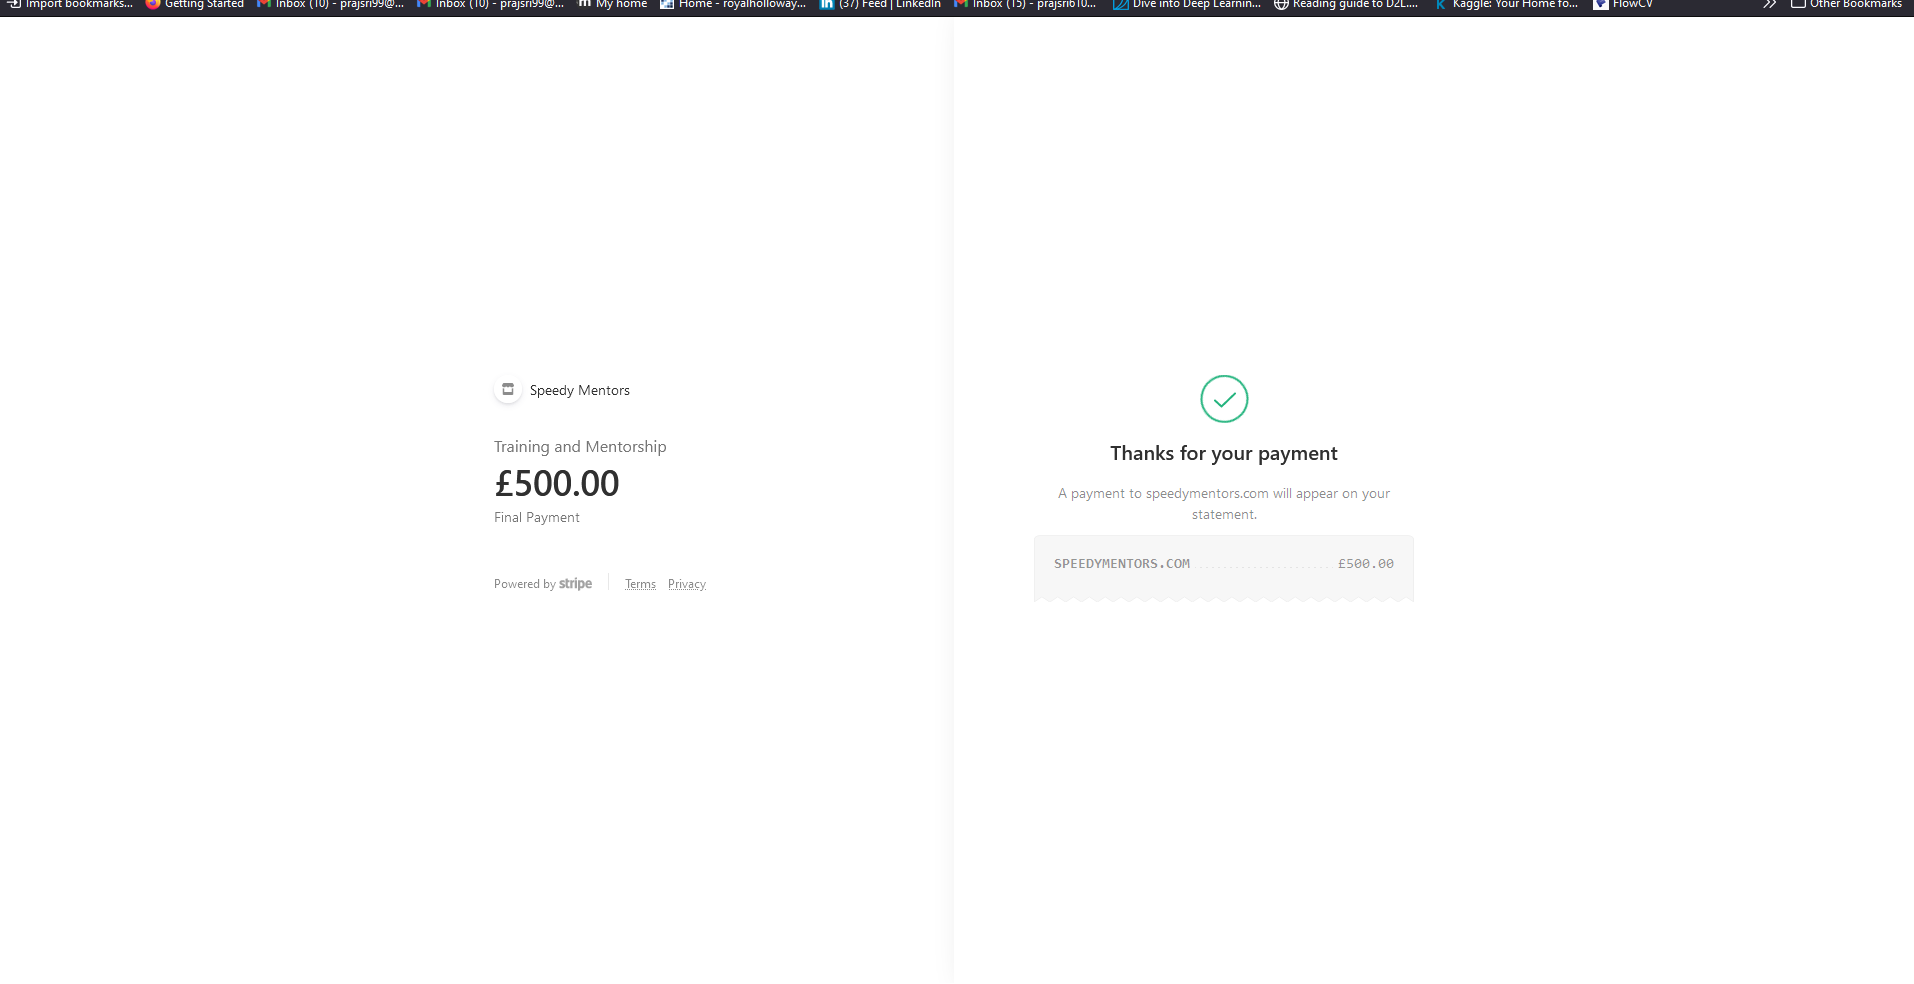 Import bookmarks... Getting Started Inbox (10) - prajsri99@... Inbox (10) - prajsri99@... m My home Home - royalholloway... in (37) Feed | LinkedIn Inbox (15) - prajsri610... Dive into Deep Learnin... Reading guide to D2L.... K Kaggle: Your Home fo... FlowCV Other Bookmarks
Speedy Mentors
Training and Mentorship
£500.00
Final Payment
Powered by stripe Terms Privacy
Thanks for your payment
A payment to speedymentors.com will appear on your
statement.
SPEEDYMENTORS.COM £500.00